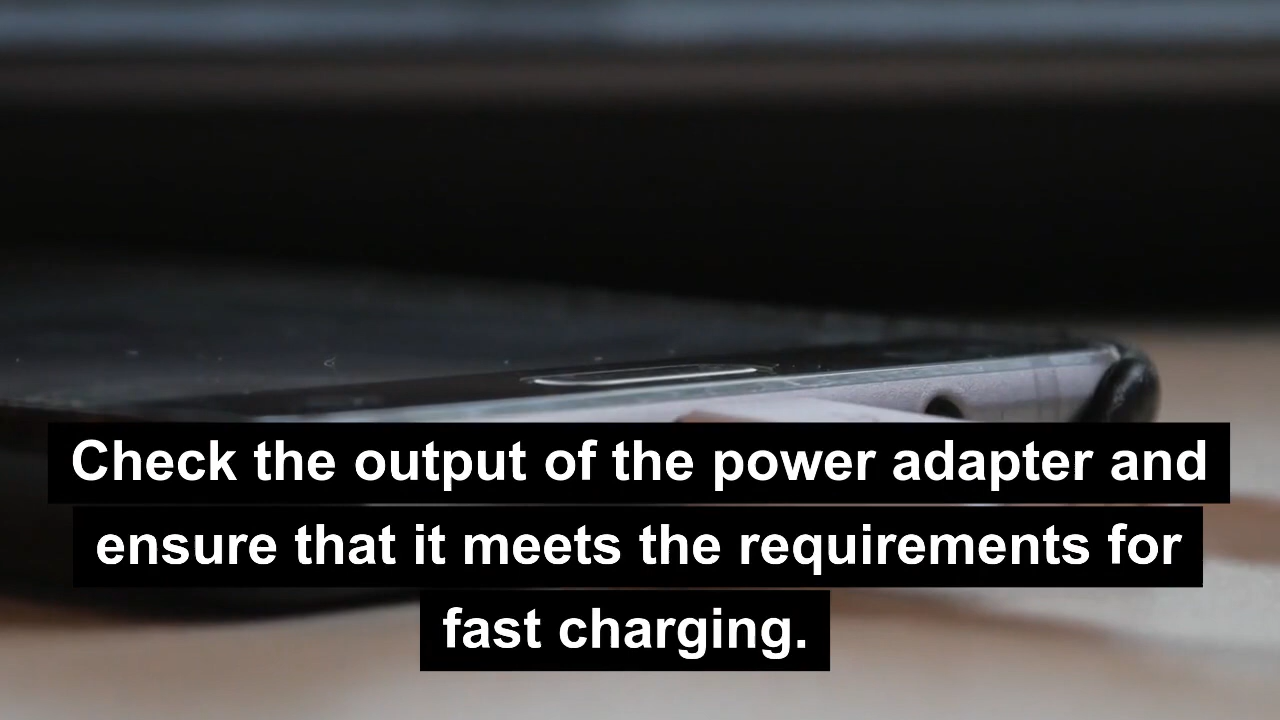 Check the output of the power adapter and
ensure that it meets the requirements for
fast charging.